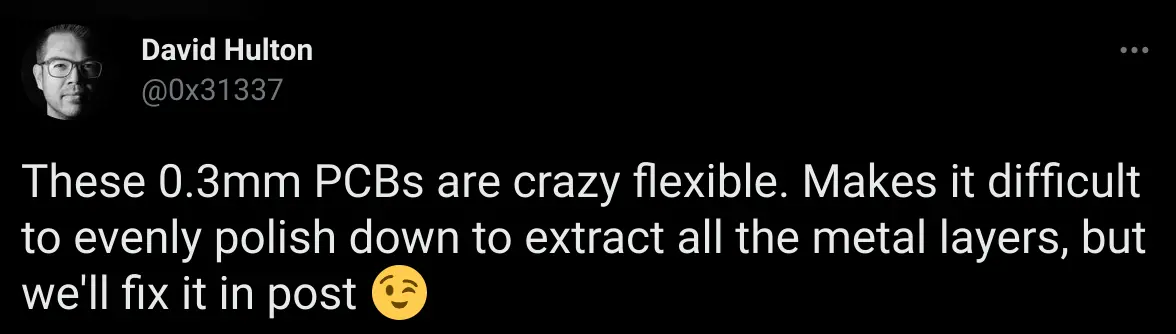 David Hulton
@0x31337
These 0.3mm PCBs are crazy flexible. Makes it difficult
to evenly polish down to extract all the metal layers, but
we'll fix it in post 😉